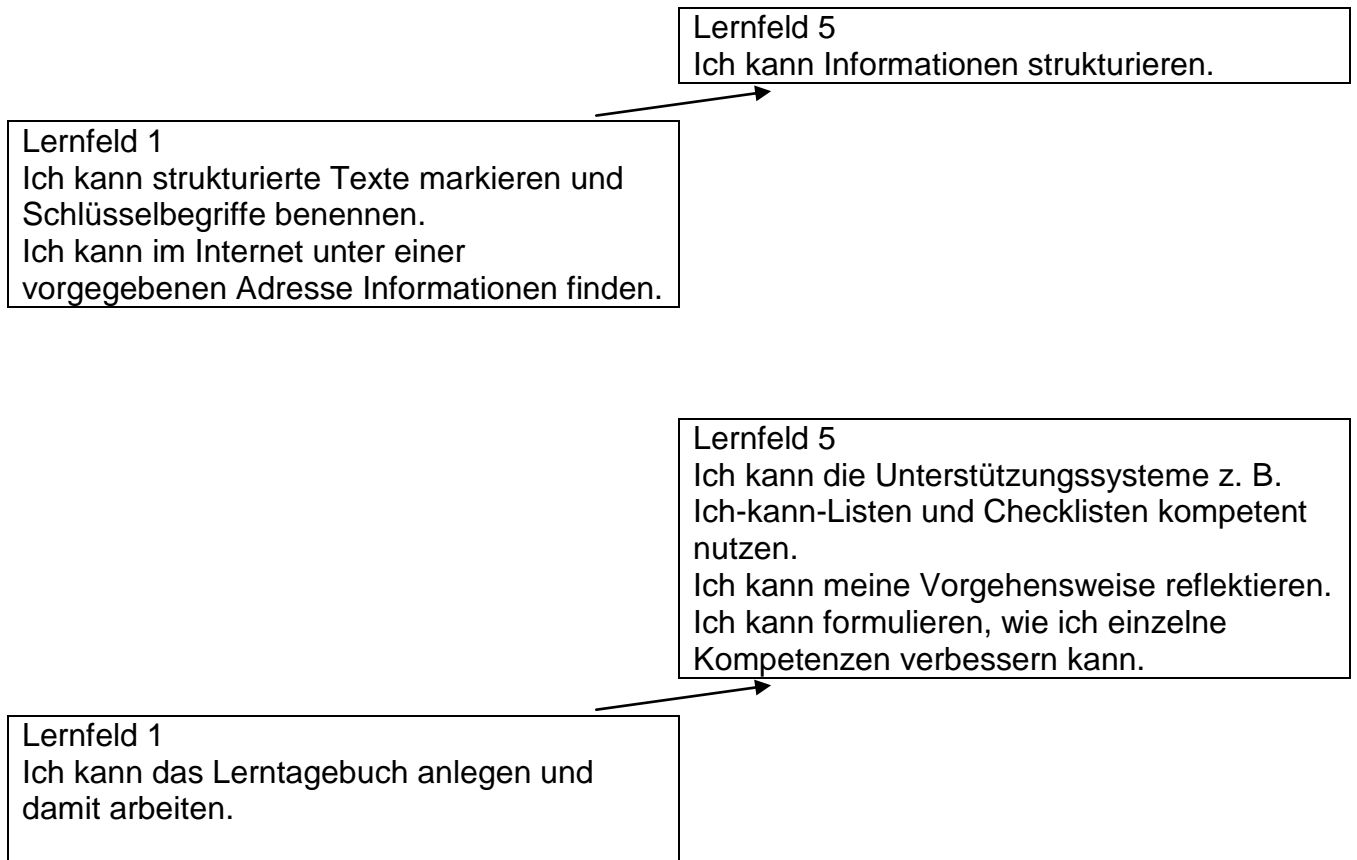 Lernfeld 5
Ich kann Informationen strukturieren.
Lernfeld 1
Ich kann strukturierte Texte markieren und
Schlüsselbegriffe benennen.
Ich kann im Internet unter einer
vorgegebenen Adresse Informationen finden.
Lernfeld 5
Ich kann die Unterstützungssysteme z. B.
Ich-kann-Listen und Checklisten kompetent
nutzen.
Ich kann meine Vorgehensweise reflektieren.
Ich kann formulieren, wie ich einzelne
Kompetenzen verbessern kann.
Lernfeld 1
Ich kann das Lerntagebuch anlegen und
damit arbeiten.